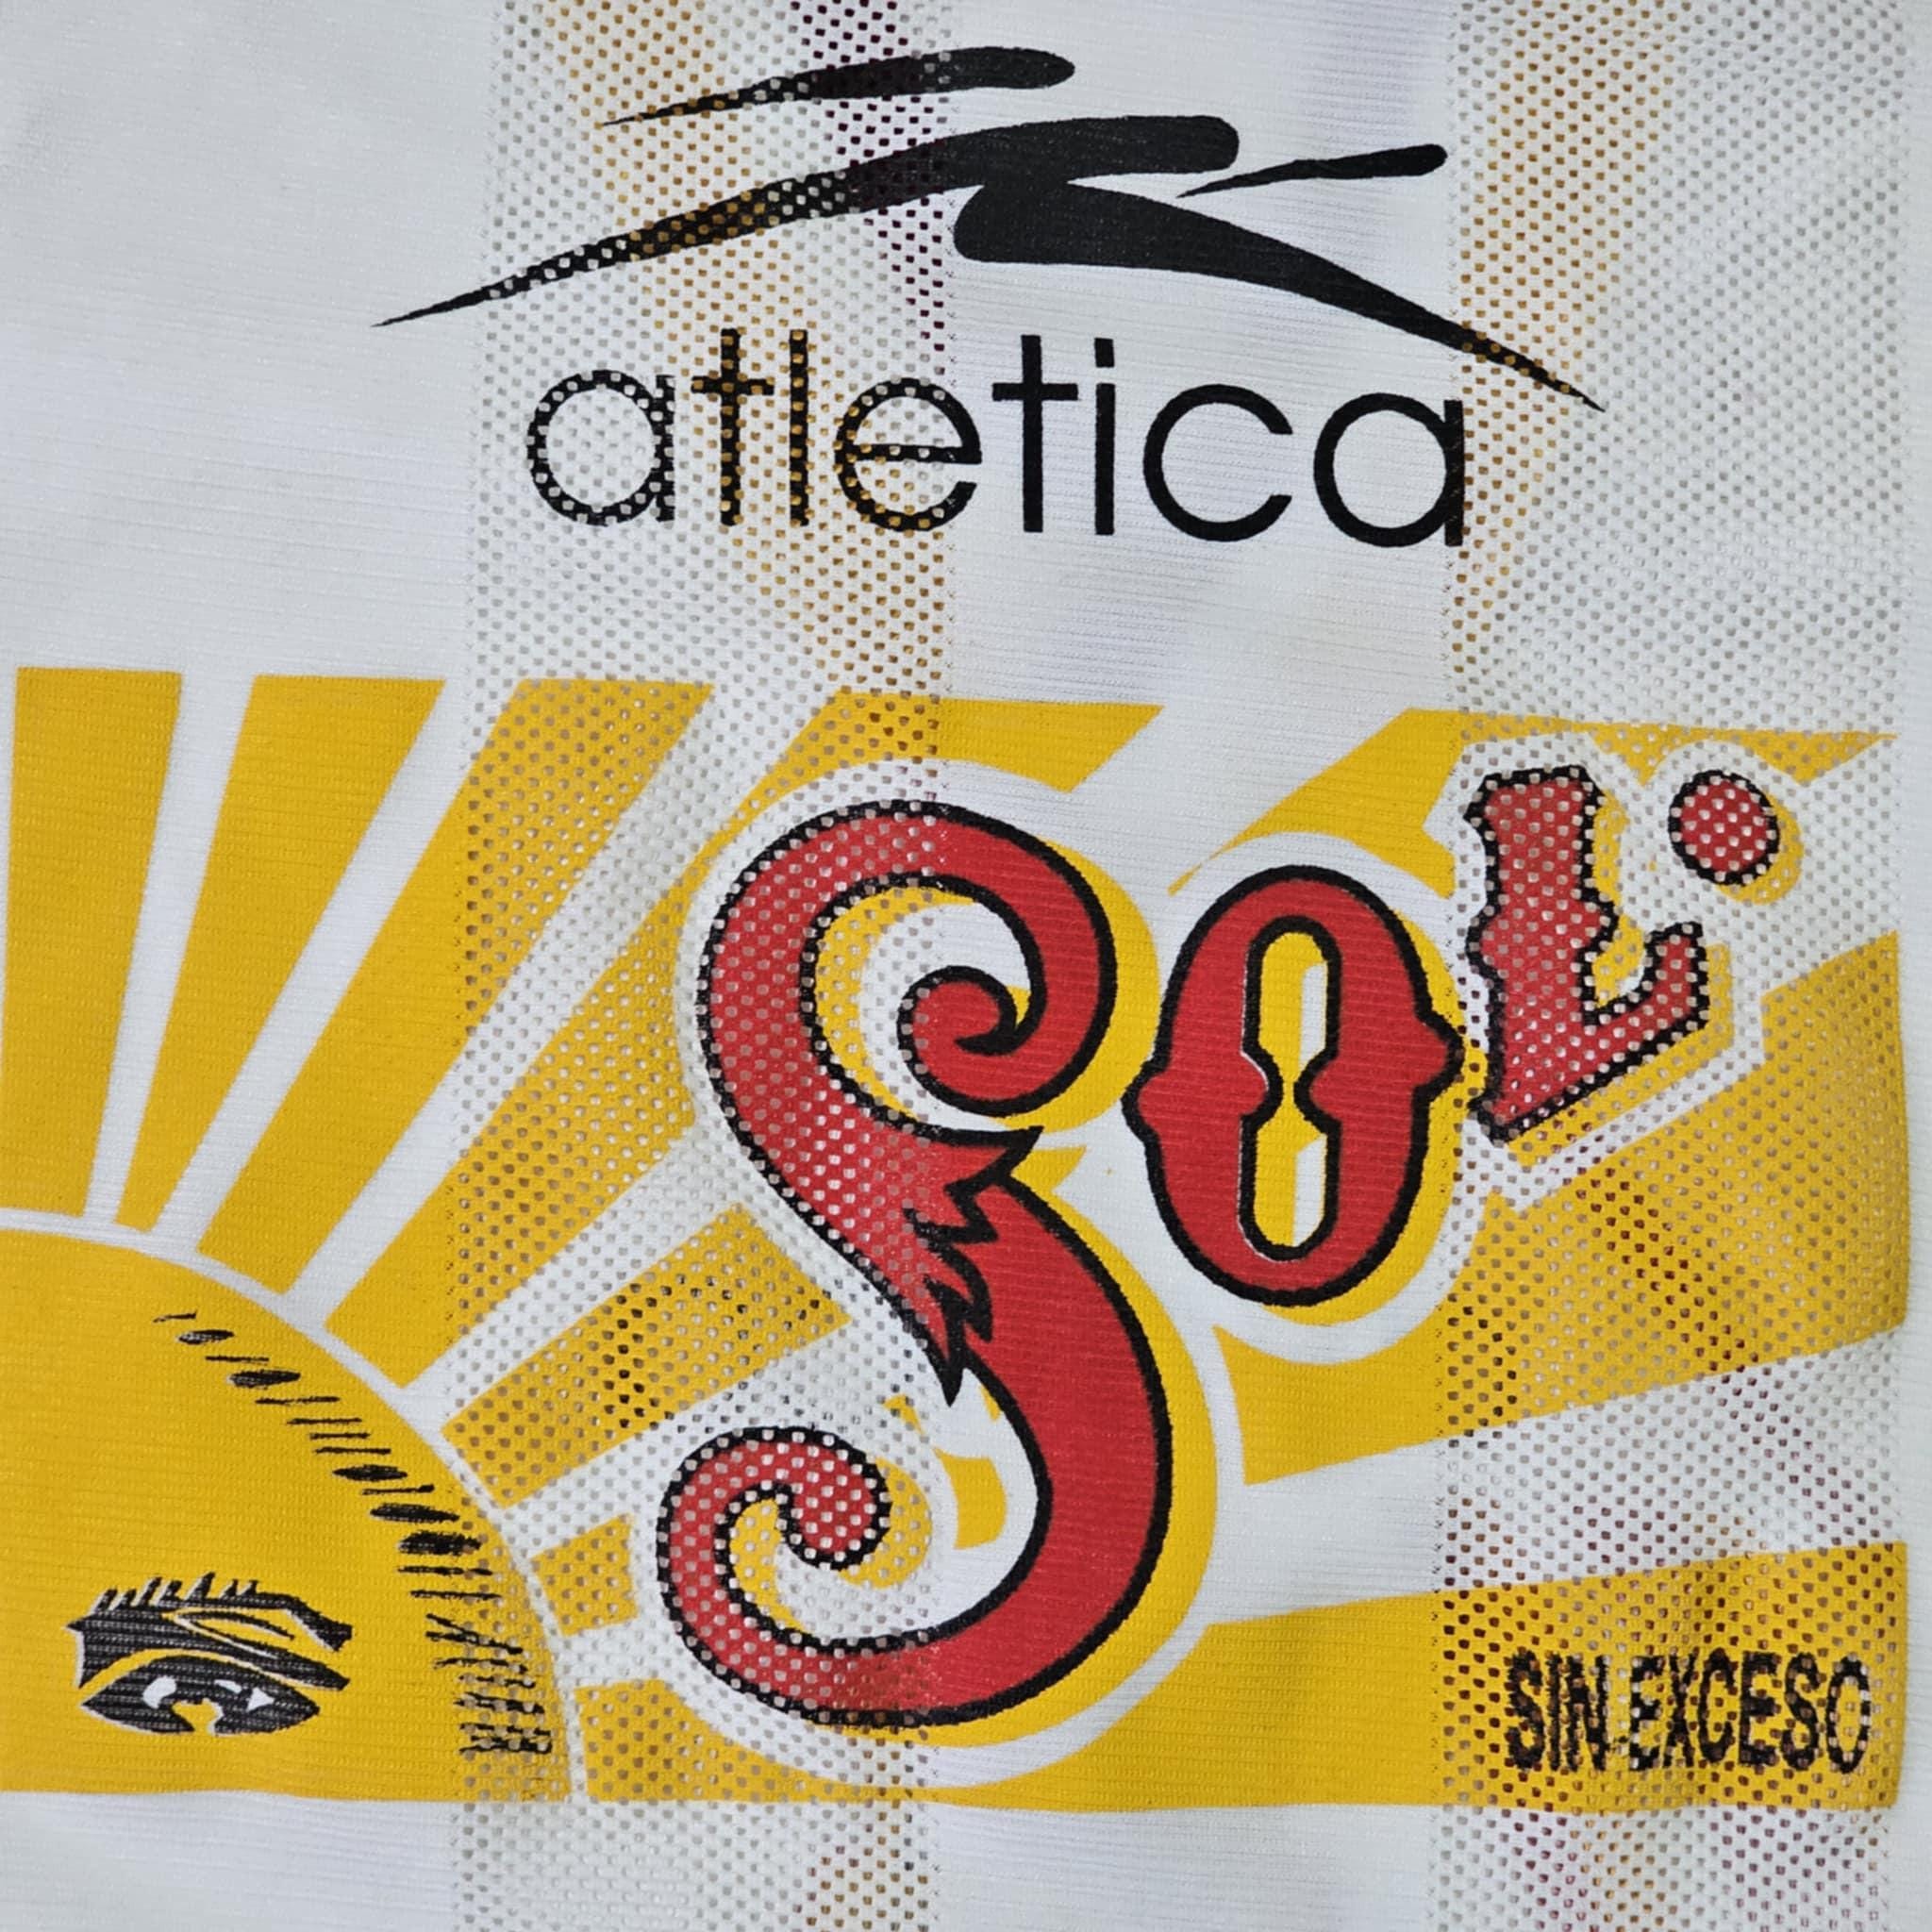 atletica
SOL
SIN EXCESO